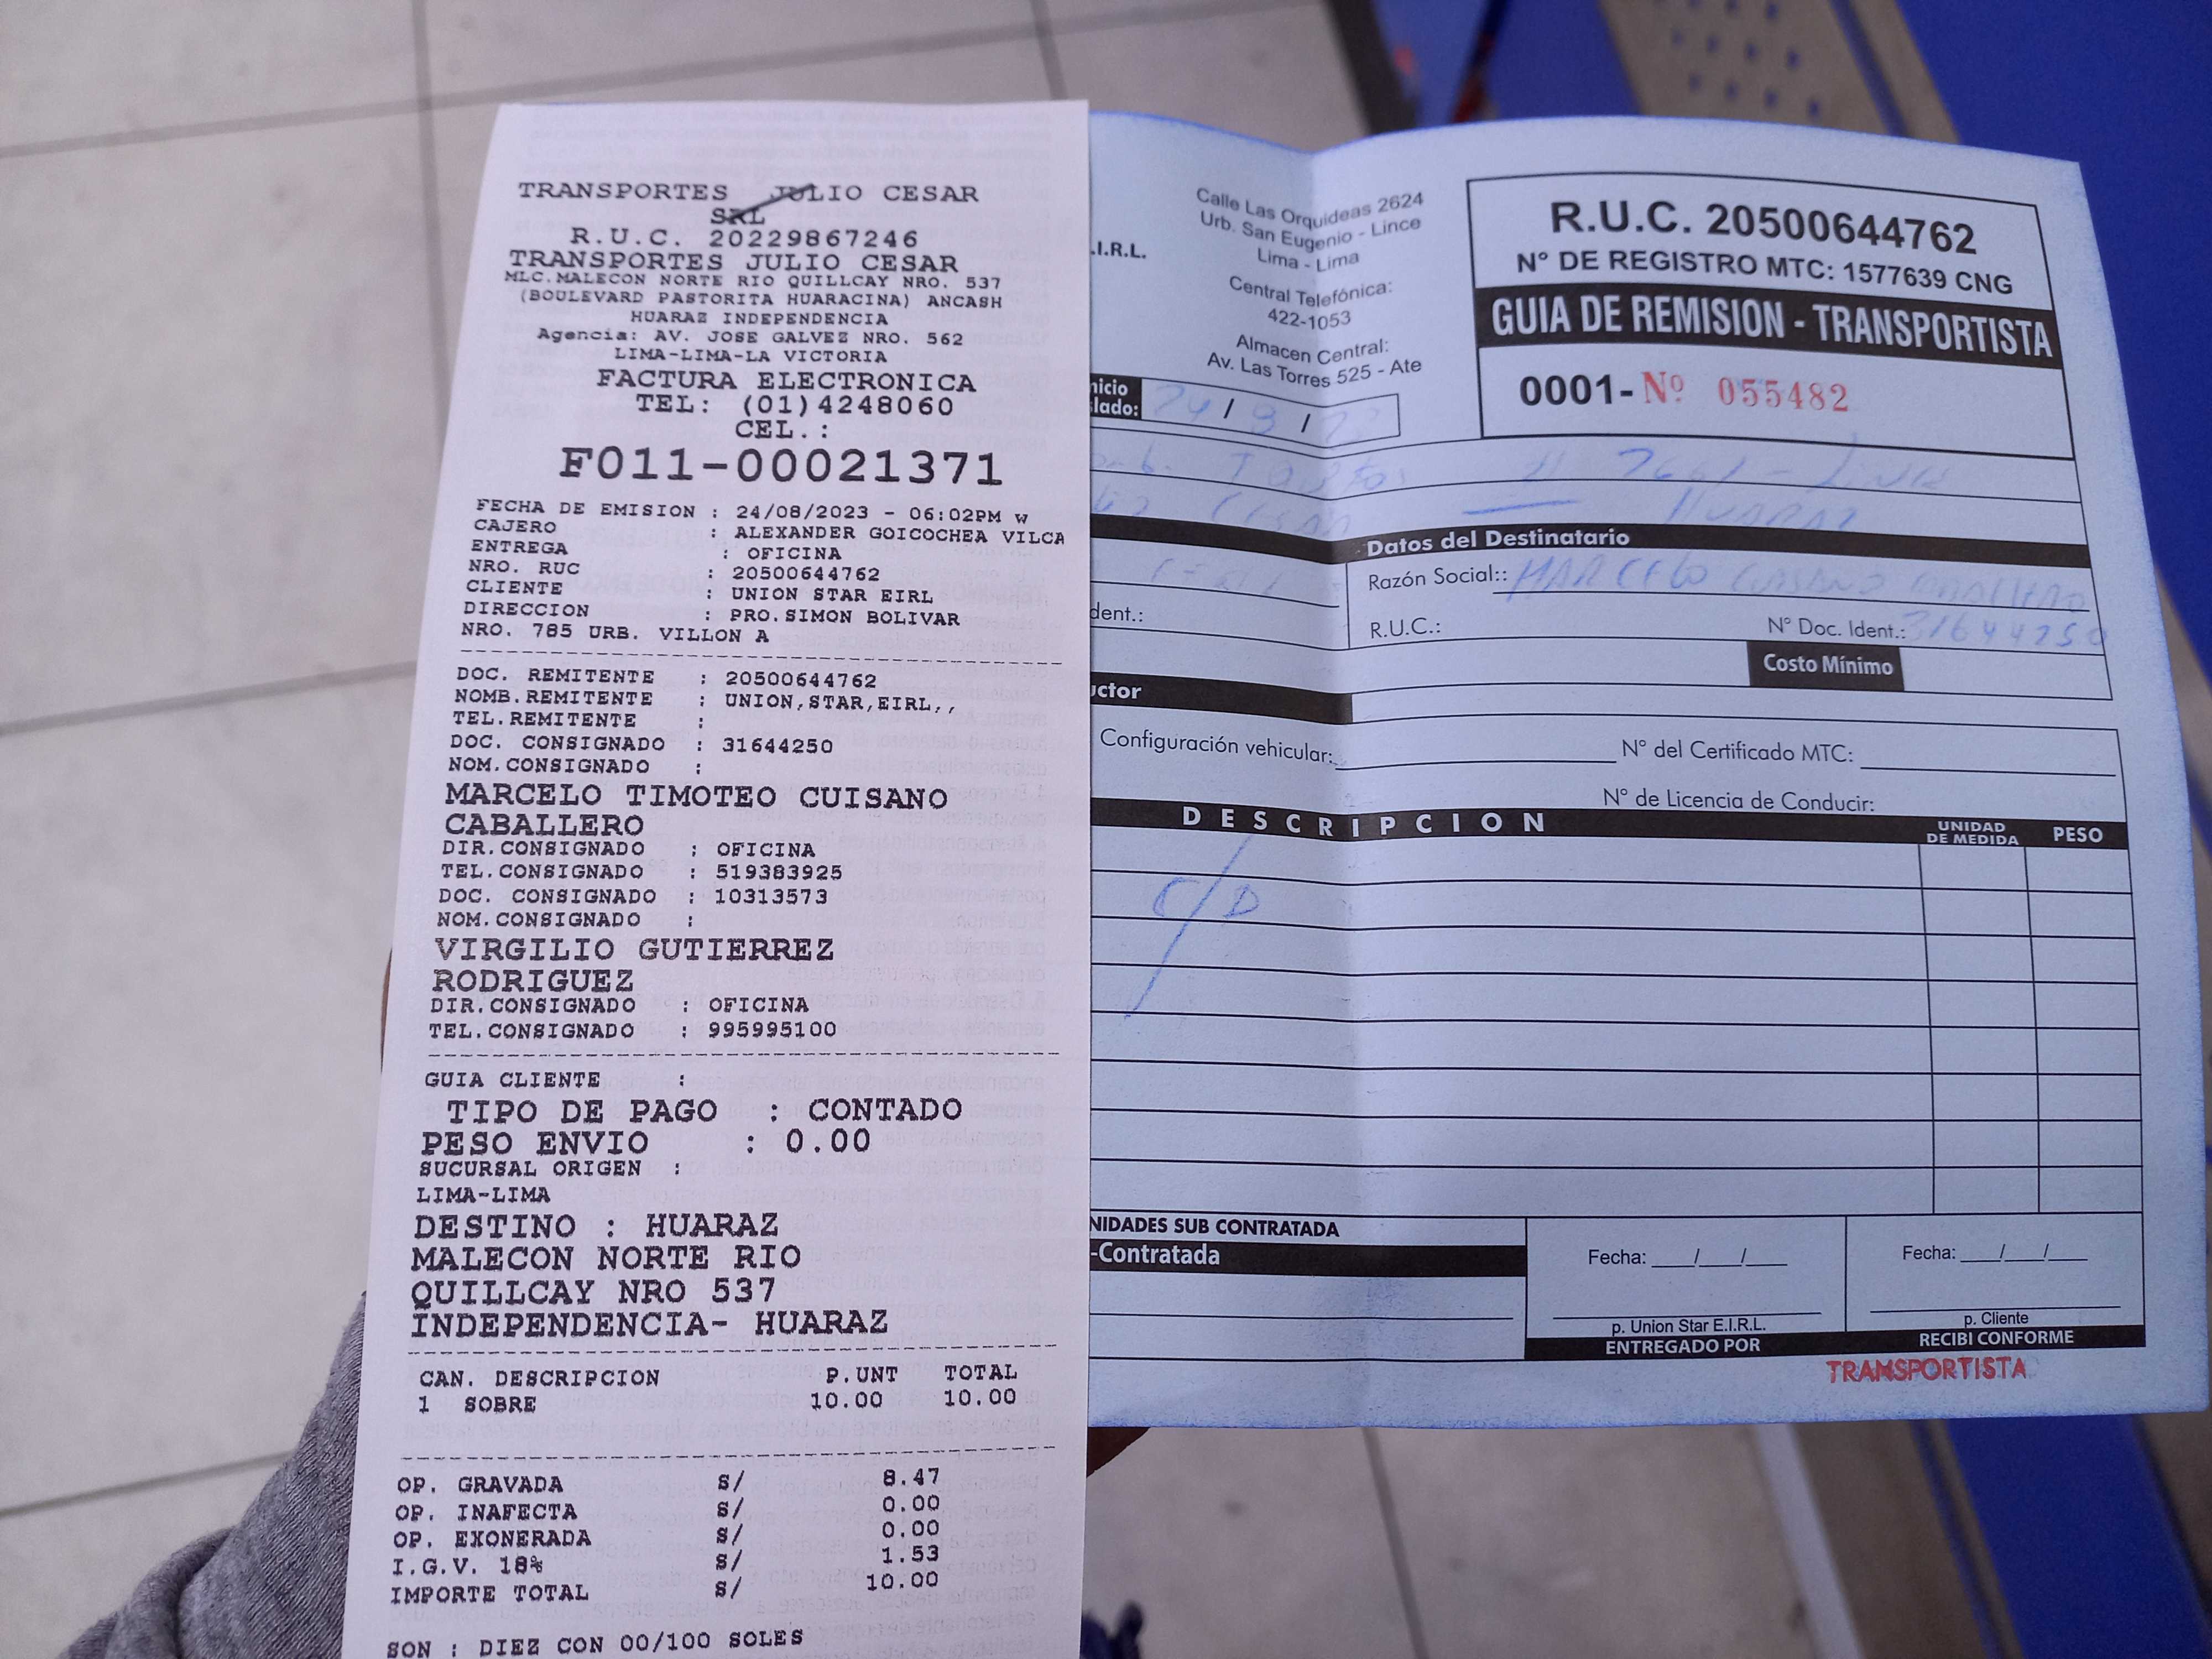 TRANSPORTES JULIO CESAR
SRL
R.U.C. 20229867246
TRANSPORTES JULIO CESAR
MLC.MALECON NORTE RIO QUILLCAY NRO. 537
(BOULEVARD PASTORITA HUARACINA) ANCASH
HUARAZ INDEPENDENCIA
Agencia: AV. JOSE GALVEZ NRO. 562
LIMA-LIMA-LA VICTORIA
FACTURA ELECTRONICA
TEL: (01)4248060
CEL.:
F011-00021371
FECHA DE EMISION : 24/08/2023 - 06:02PM W
CAJERO : ALEXANDER GOICOCHEA VILCA
ENTREGA : OFICINA
NRO. RUC : 20500644762
CLIENTE : UNION STAR EIRL
DIRECCION : PRO.SIMON BOLIVAR
NRO. 785 URB. VILLON A
DOC. REMITENTE : 20500644762
NOMB.REMITENTE : UNION,STAR,EIRL,,
TEL.REMITENTE :
DOC. CONSIGNADO : 31644250
NOM.CONSIGNADO :
MARCELO TIMOTEO CUISANO
CABALLERO
DIR.CONSIGNADO : OFICINA
TEL.CONSIGNADO : 519383925
DOC. CONSIGNADO : 10313573
NOM.CONSIGNADO :
VIRGILIO GUTIERREZ
RODRIGUEZ
DIR.CONSIGNADO : OFICINA
TEL.CONSIGNADO : 995995100
GUIA CLIENTE :
TIPO DE PAGO : CONTADO
PESO ENVIO : 0.00
SUCURSAL ORIGEN :
LIMA-LIMA
DESTINO : HUARAZ
MALECON NORTE RIO
QUILLCAY NRO 537
INDEPENDENCIA- HUARAZ
CAN. DESCRIPCION P.UNT TOTAL
1 SOBRE 10.00 10.00
OP. GRAVADA S/ 8.47
OP. INAFECTA S/ 0.00
OP. EXONERADA S/ 0.00
I.G.V. 18% S/ 1.53
IMPORTE TOTAL S/ 10.00
SON : DIEZ CON 00/100 SOLES
.I.R.L.
Calle Las Orquideas 2624
Urb. San Eugenio - Lince
Lima - Lima
Central Telefónica:
422-1053
Almacen Central:
Av. Las Torres 525 - Ate
R.U.C. 20500644762
N° DE REGISTRO MTC: 1577639 CNG
GUIA DE REMISION - TRANSPORTISTA
0001- Nº 055482
nicio
lado: 24/8/
HUARAZ
Datos del Destinatario
Razón Social:: MARCELO CUISANO CABALLERO
dent.:
R.U.C.: N° Doc. Ident.: 31644250
Costo Mínimo
uctor
Configuración vehicular: N° del Certificado MTC:
N° de Licencia de Conducir:
DESCRIPCION UNIDAD DE MEDIDA PESO
NIDADES SUB CONTRATADA
-Contratada
Fecha: / / Fecha: / /
p. Union Star E.I.R.L. p. Cliente
ENTREGADO POR RECIBI CONFORME
TRANSPORTISTA